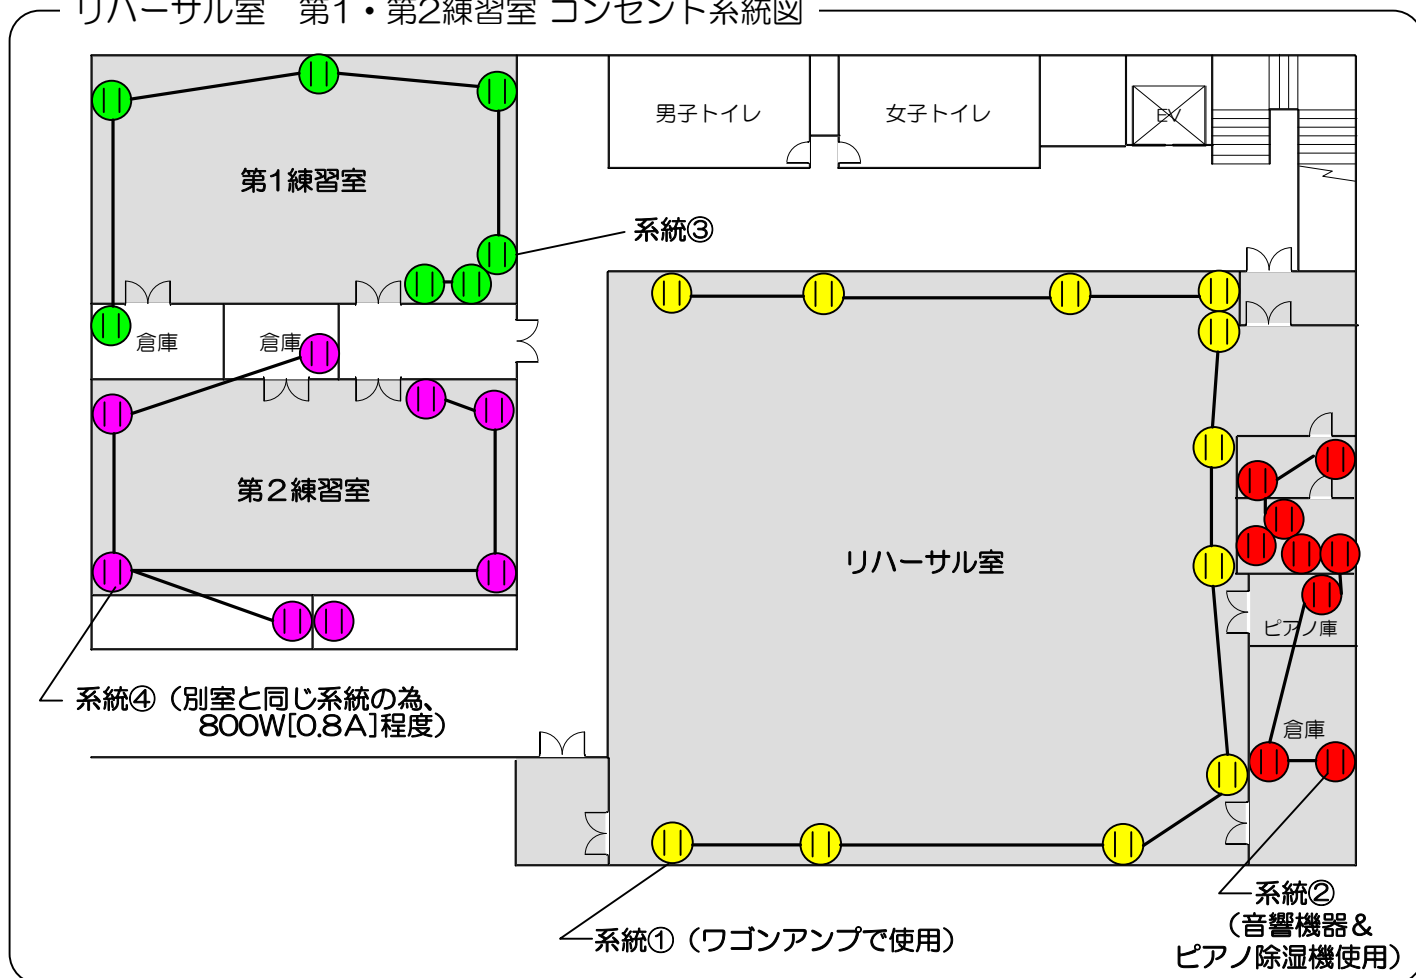 リハーサル室　第1・第2練習室 コンセント系統図
男子トイレ
女子トイレ
EV
第1練習室
系統③
倉庫
倉庫
第２練習室
リハーサル室
ピアノ庫
倉庫
系統④（別室と同じ系統の為、
800W[0.8A]程度）
系統②
（音響機器＆
ピアノ除湿機使用）
系統①（ワゴンアンプで使用）